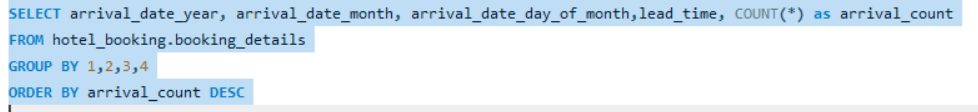 SELECT arrival_date_year, arrival_date_month, arrival_date_day_of_month,lead_time, COUNT(*) as arrival_count
FROM hotel_booking.booking_details
GROUP BY 1,2,3,4
ORDER BY arrival_count DESC